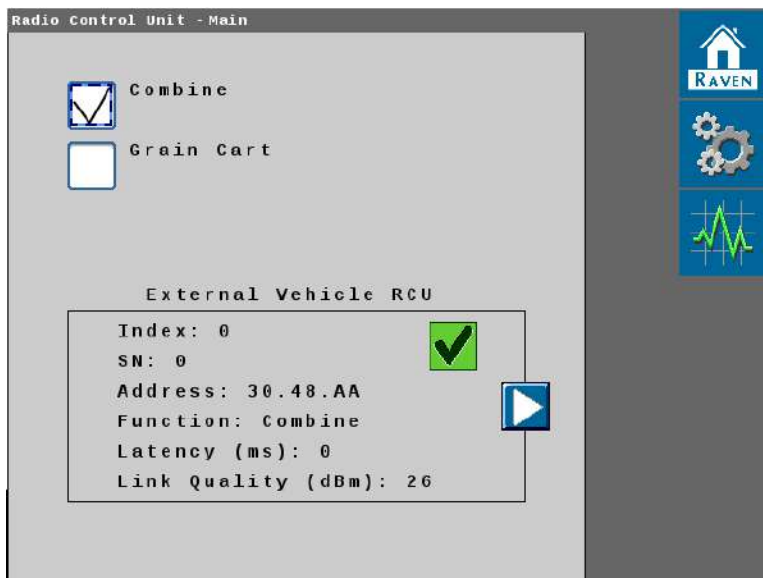 Radio Control Unit - Main
RAVEN
Combine
Grain Cart
External Vehicle RCU
Index: 0
SN: 0
Address: 30.48.AA
Function: Combine
Latency (ms): 0
Link Quality (dBm): 26